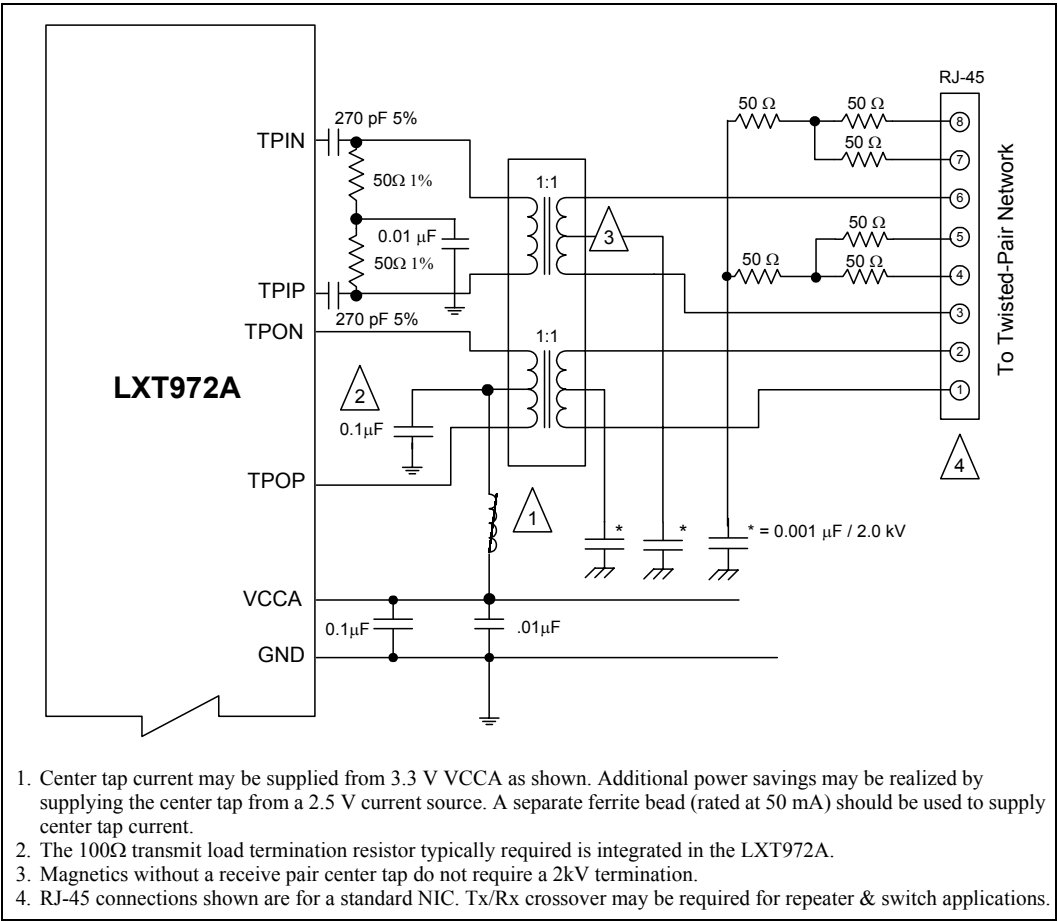 RJ-45
50 Ω
50 Ω
8
270 pF 5%
TPIN
50 Ω
7
50Ω 1%
1:1
6
To Twisted-Pair Network
3
50 Ω
5
0.01 μF
50Ω 1%
50 Ω
50 Ω
4
TPIP
270 pF 5%
3
TPON
1:1
2
LXT972A
2
1
0.1μF
4
TPOP
1
*
*
* = 0.001 μF / 2.0 kV
VCCA
0.1μF
.01μF
GND
1. Center tap current may be supplied from 3.3 V VCCA as shown. Additional power savings may be realized by
supplying the center tap from a 2.5 V current source. A separate ferrite bead (rated at 50 mA) should be used to supply
center tap current.
2. The 100Ω transmit load termination resistor typically required is integrated in the LXT972A.
3. Magnetics without a receive pair center tap do not require a 2kV termination.
4. RJ-45 connections shown are for a standard NIC. Tx/Rx crossover may be required for repeater & switch applications.